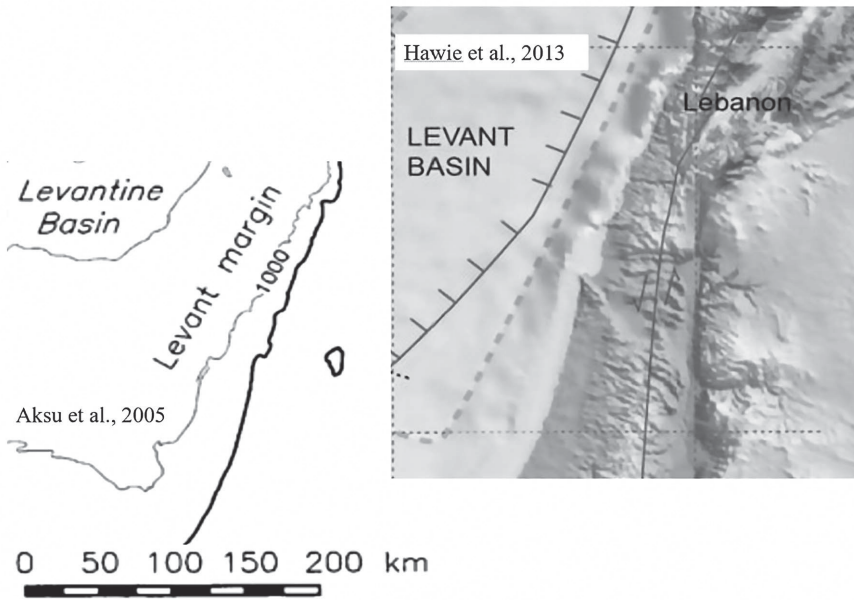 Hawie et al., 2013
Lebanon
LEVANT
BASIN
Levantine
Basin
Levant margin
1000
Aksu et al., 2005
0 50 100 150 200 km